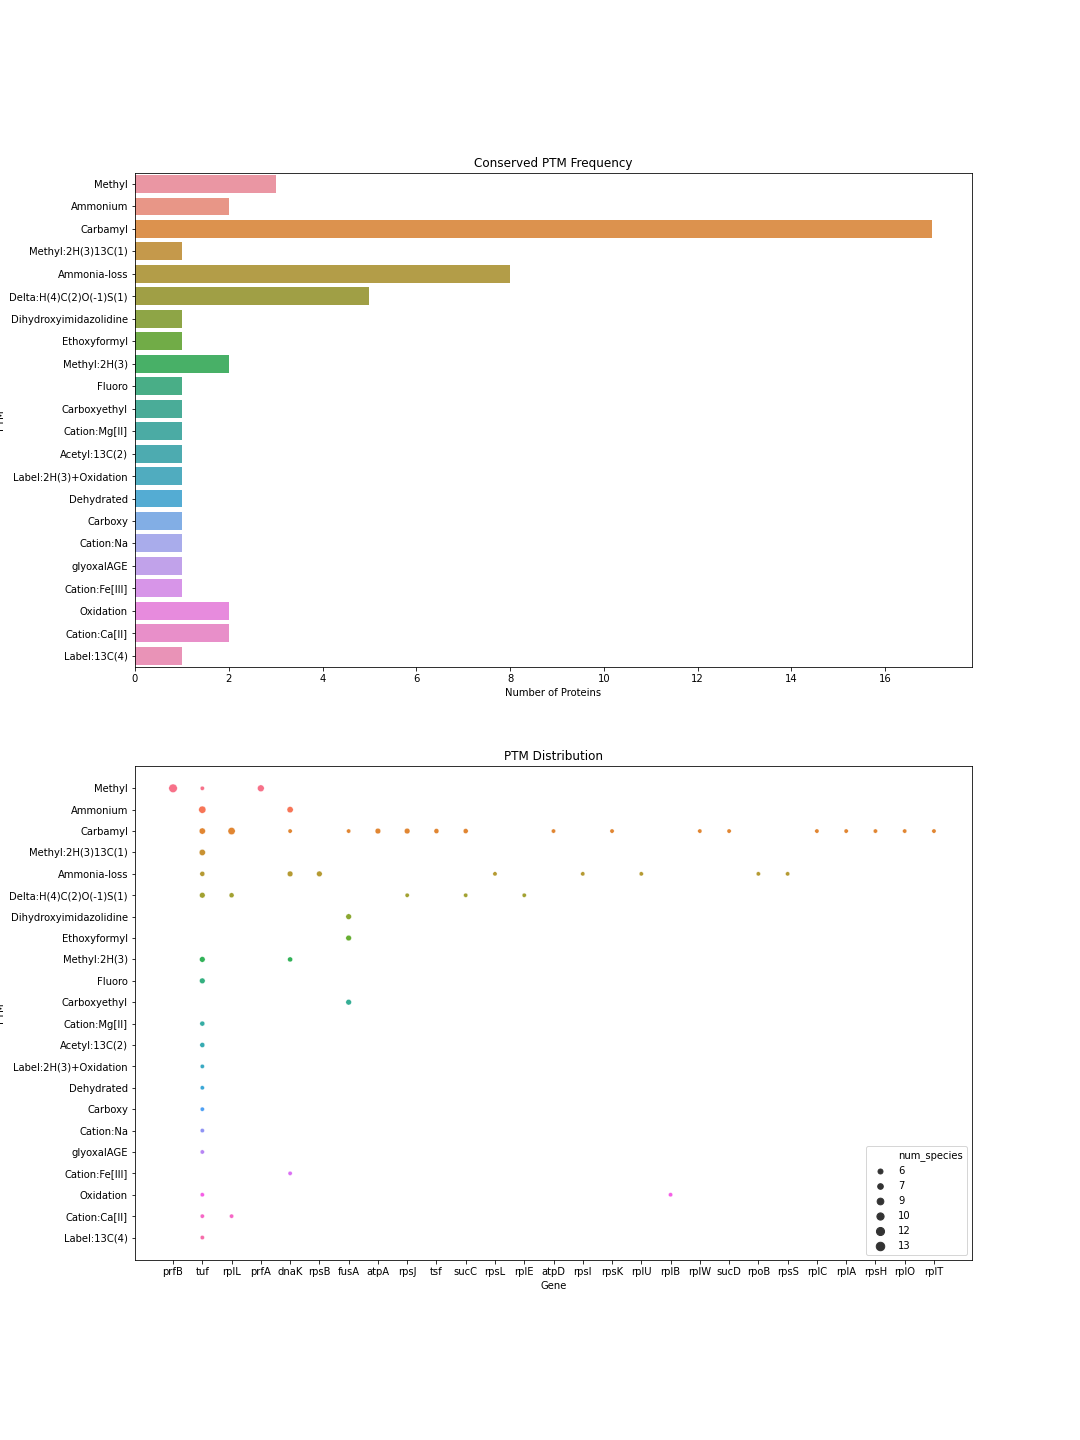 Conserved PTM Frequency
Methyl
Ammonium
Carbamyl
Methyl:2H(3)13C(1)
Ammonia-loss
Delta:H(4)C(2)O(-1)S(1)
Dihydroxyimidazolidine
Ethoxyformyl
Methyl:2H(3)
Fluoro
Carboxyethyl
Cation:Mg[II]
Acetyl:13C(2)
Label:2H(3)+Oxidation
Dehydrated
Carboxy
Cation:Na
glyoxalAGE
Cation:Fe[III]
Oxidation
Cation:Ca[II]
Label:13C(4)
0 2 4 6 8 10 12 14 16
Number of Proteins
PTM Distribution
Methyl
Ammonium
Carbamyl
Methyl:2H(3)13C(1)
Ammonia-loss
Delta:H(4)C(2)O(-1)S(1)
Dihydroxyimidazolidine
Ethoxyformyl
Methyl:2H(3)
Fluoro
Carboxyethyl
Cation:Mg[II]
Acetyl:13C(2)
Label:2H(3)+Oxidation
Dehydrated
Carboxy
Cation:Na
glyoxalAGE
Cation:Fe[III]
Oxidation
Cation:Ca[II]
Label:13C(4)
num_species
6
7
9
10
12
13
prfB tuf rplL prfA dnaK rpsB fusA atpA rpsJ tsf sucC rpsL rplE atpD rpsI rpsK rplU rplB rplW sucD rpoB rpsS rplC rplA rpsH rplO rplT
Gene